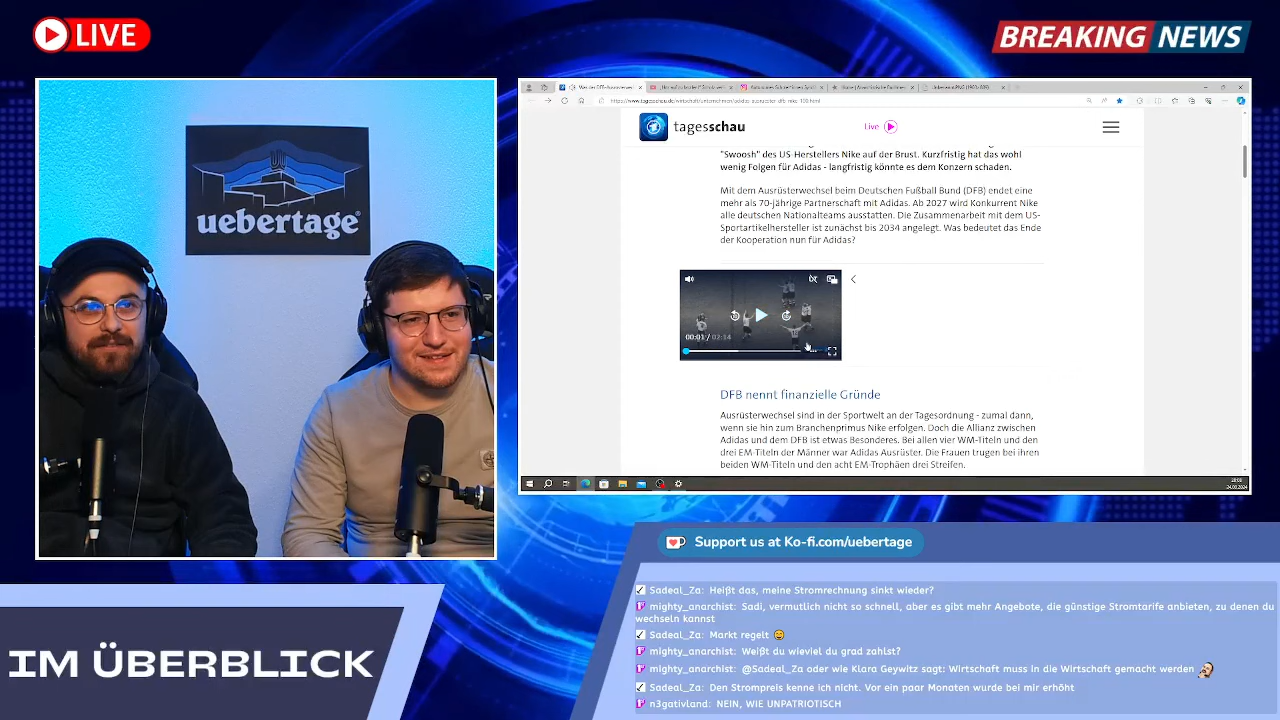 LIVE
BREAKING NEWS
uebertage®
tagesschau
Live
"Swoosh" des US-Herstellers Nike auf der Brust. Kurzfristig hat das wohl
wenig Folgen für Adidas - langfristig könnte es dem Konzern schaden.
Mit dem Ausrüsterwechsel beim Deutschen Fußball Bund (DFB) endet eine
mehr als 70-jährige Partnerschaft mit Adidas. Ab 2027 wird Konkurrent Nike
alle deutschen Nationalteams ausstatten. Die Zusammenarbeit mit dem US-
Sportartikelhersteller ist zunächst bis 2034 angelegt. Was bedeutet das Ende
der Kooperation nun für Adidas?
00:01 / 02:14
DFB nennt finanzielle Gründe
Ausrüsterwechsel sind in der Sportwelt an der Tagesordnung - zumal dann,
wenn sie hin zum Branchenprimus Nike erfolgen. Doch die Allianz zwischen
Adidas und dem DFB ist etwas Besonderes. Bei allen vier WM-Titeln und den
drei EM-Titeln der Männer war Adidas Ausrüster. Die Frauen trugen bei ihren
beiden WM-Titeln und den acht EM-Trophäen drei Streifen.
Support us at Ko-fi.com/uebertage
Sadeal_Za: Heißt das, meine Stromrechnung sinkt wieder?
mighty_anarchist: Sadi, vermutlich nicht so schnell, aber es gibt mehr Angebote, die günstige Stromtarife anbieten, zu denen du
wechseln kannst
Sadeal_Za: Markt regelt
mighty_anarchist: Weißt du wieviel du grad zahlst?
mighty_anarchist: @Sadeal_Za oder wie Klara Geywitz sagt: Wirtschaft muss in die Wirtschaft gemacht werden
Sadeal_Za: Den Strompreis kenne ich nicht. Vor ein paar Monaten wurde bei mir erhöht
n3gativland: NEIN, WIE UNPATRIOTISCH
IM ÜBERBLICK